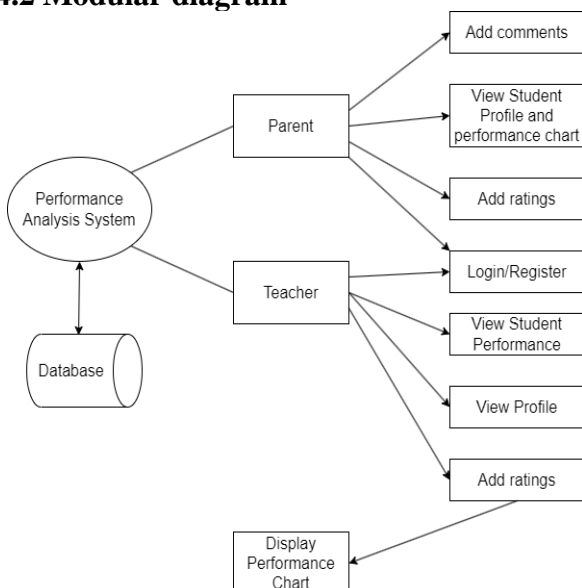 4.2 Modular diagram
Add comments
View Student
Profile and
performance chart
Parent
Performance
Analysis System
Add ratings
Login/Register
Teacher
View Student
Performance
Database
View Profile
Add ratings
Display
Performance
Chart